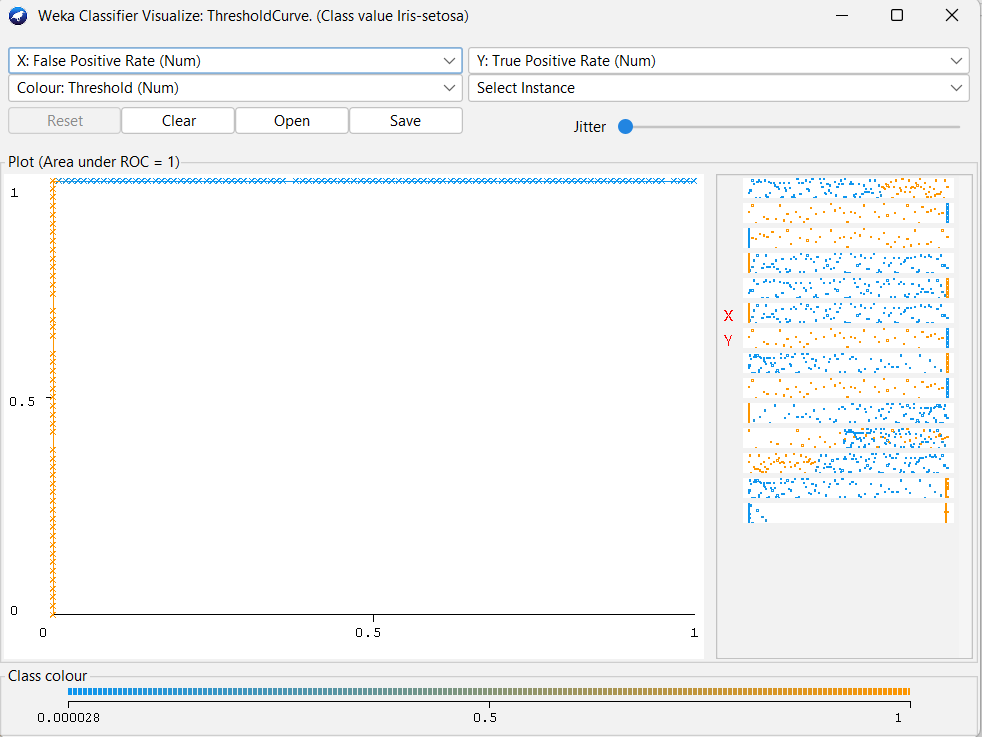 Weka Classifier Visualize: ThresholdCurve. (Class value Iris-setosa)
X: False Positive Rate (Num) Y: True Positive Rate (Num)
Colour: Threshold (Num) Select Instance
Reset Clear Open Save Jitter
Plot (Area under ROC = 1)
1
0.5
0
0 0.5 1
X
Y
Class colour
0.000028 0.5 1